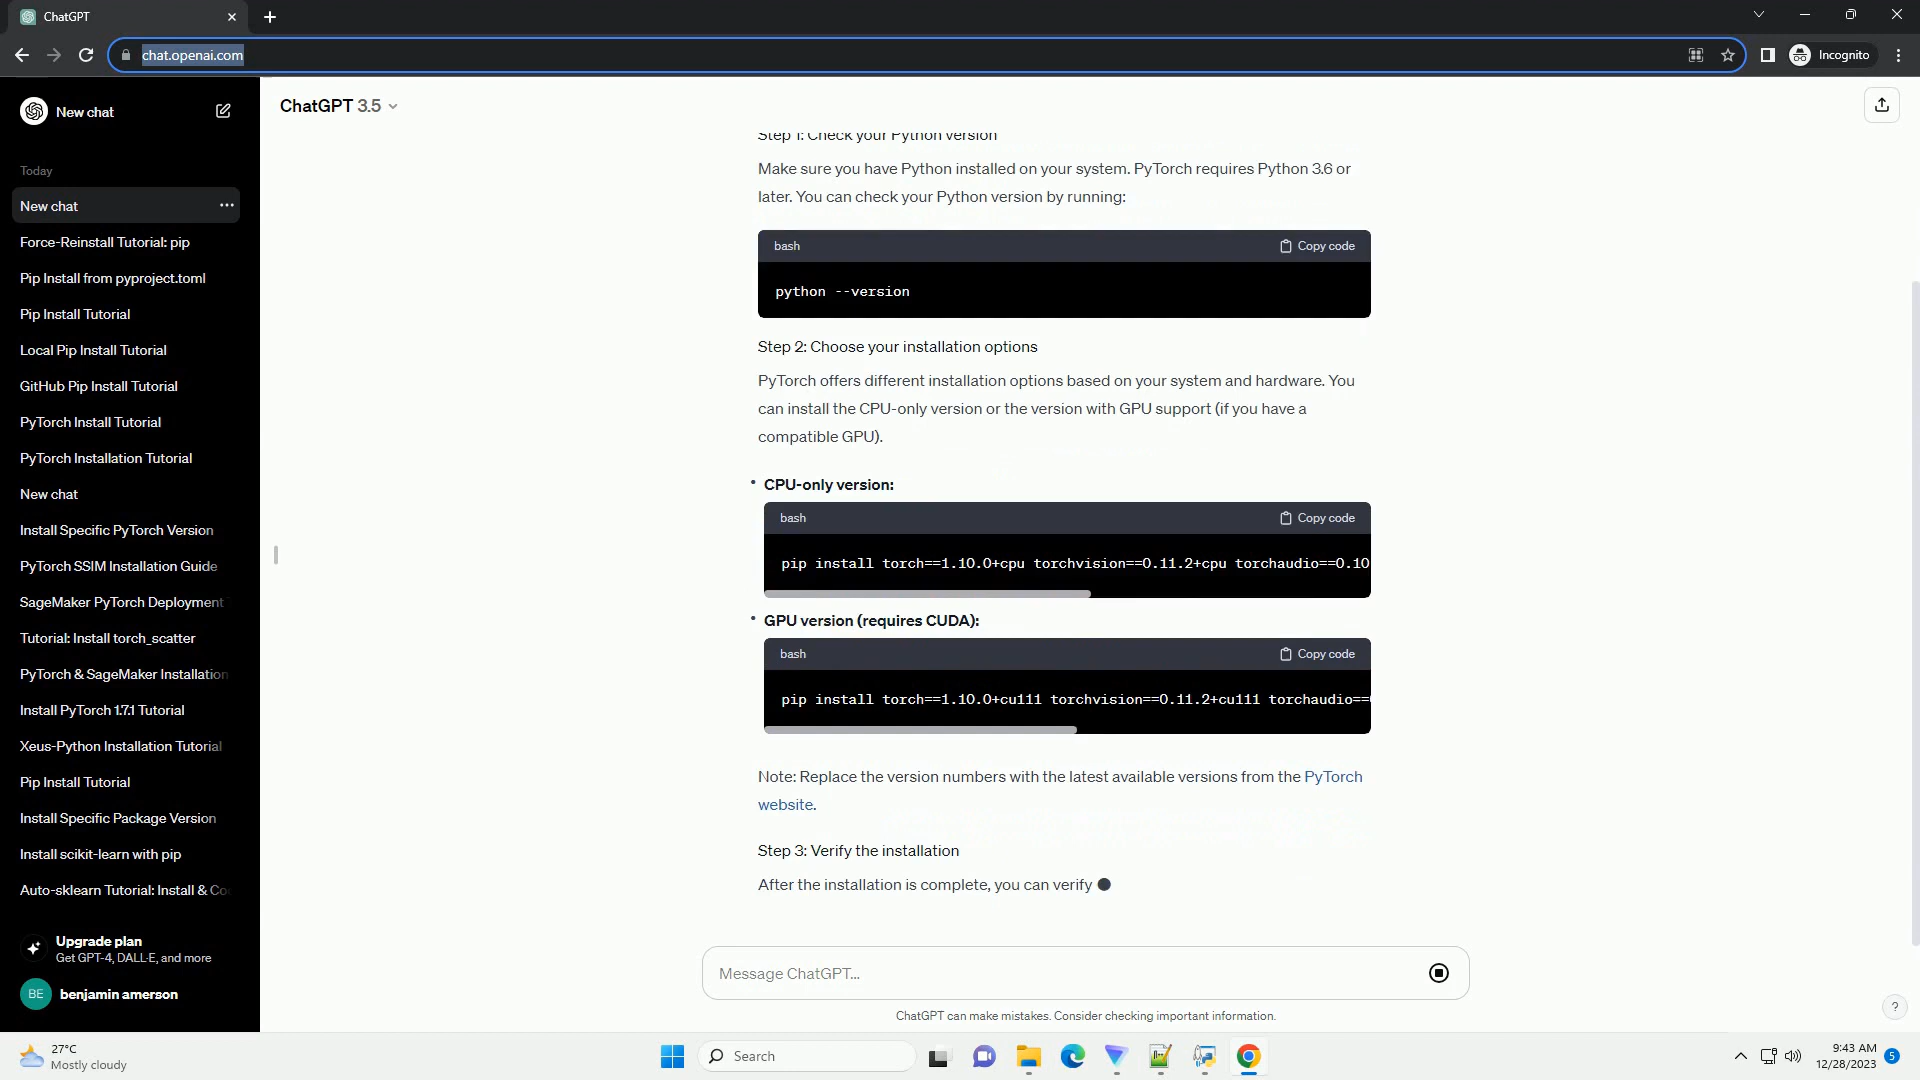 ChatGPT
chat.openai.com
Incognito
New chat
Today
New chat
Force-Reinstall Tutorial: pip
Pip Install from pyproject.toml
Pip Install Tutorial
Local Pip Install Tutorial
GitHub Pip Install Tutorial
PyTorch Install Tutorial
PyTorch Installation Tutorial
New chat
Install Specific PyTorch Version
PyTorch SSIM Installation Guide
SageMaker PyTorch Deployment
Tutorial: Install torch_scatter
PyTorch & SageMaker Installation
Install PyTorch 1.7.1 Tutorial
Xeus-Python Installation Tutorial
Pip Install Tutorial
Install Specific Package Version
Install scikit-learn with pip
Auto-sklearn Tutorial: Install & Co
Upgrade plan
Get GPT-4, DALL·E, and more
BE benjamin amerson
ChatGPT 3.5
Step 1: Check your Python version
Make sure you have Python installed on your system. PyTorch requires Python 3.6 or
later. You can check your Python version by running:
bash Copy code
python --version
Step 2: Choose your installation options
PyTorch offers different installation options based on your system and hardware. You
can install the CPU-only version or the version with GPU support (if you have a
compatible GPU).
• CPU-only version:
bash Copy code
pip install torch==1.10.0+cpu torchvision==0.11.2+cpu torchaudio==0.10
• GPU version (requires CUDA):
bash Copy code
pip install torch==1.10.0+cu111 torchvision==0.11.2+cu111 torchaudio==
Note: Replace the version numbers with the latest available versions from the PyTorch
website.
Step 3: Verify the installation
After the installation is complete, you can verify
Message ChatGPT...
ChatGPT can make mistakes. Consider checking important information.
?
27°C
Mostly cloudy
Search
9:43 AM
12/28/2023
5